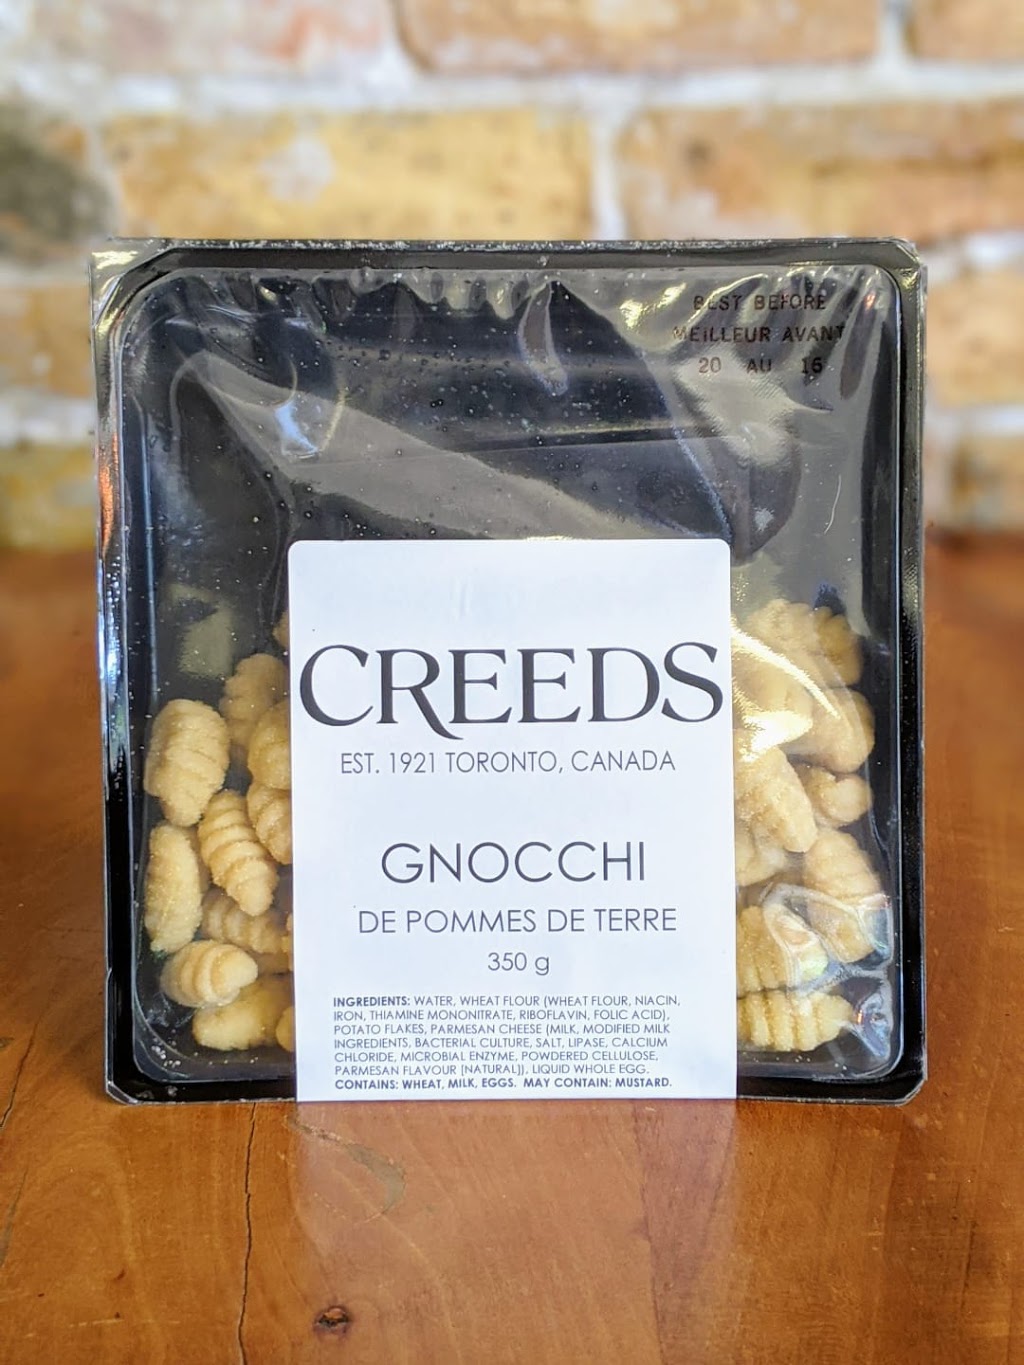 BEST BEFORE
MEILLEUR AVANT
20 AU 16
CREEDS
EST. 1921 TORONTO, CANADA
GNOCCHI
DE POMMES DE TERRE
350 g
INGREDIENTS: WATER, WHEAT FLOUR (WHEAT FLOUR, NIACIN,
IRON, THIAMINE MONONITRATE, RIBOFLAVIN, FOLIC ACID),
POTATO FLAKES, PARMESAN CHEESE (MILK, MODIFIED MILK
INGREDIENTS, BACTERIAL CULTURE, SALT, LIPASE, CALCIUM
CHLORIDE, MICROBIAL ENZYME, POWDERED CELLULOSE,
PARMESAN FLAVOUR [NATURAL]), LIQUID WHOLE EGG.
CONTAINS: WHEAT, MILK, EGGS. MAY CONTAIN: MUSTARD.